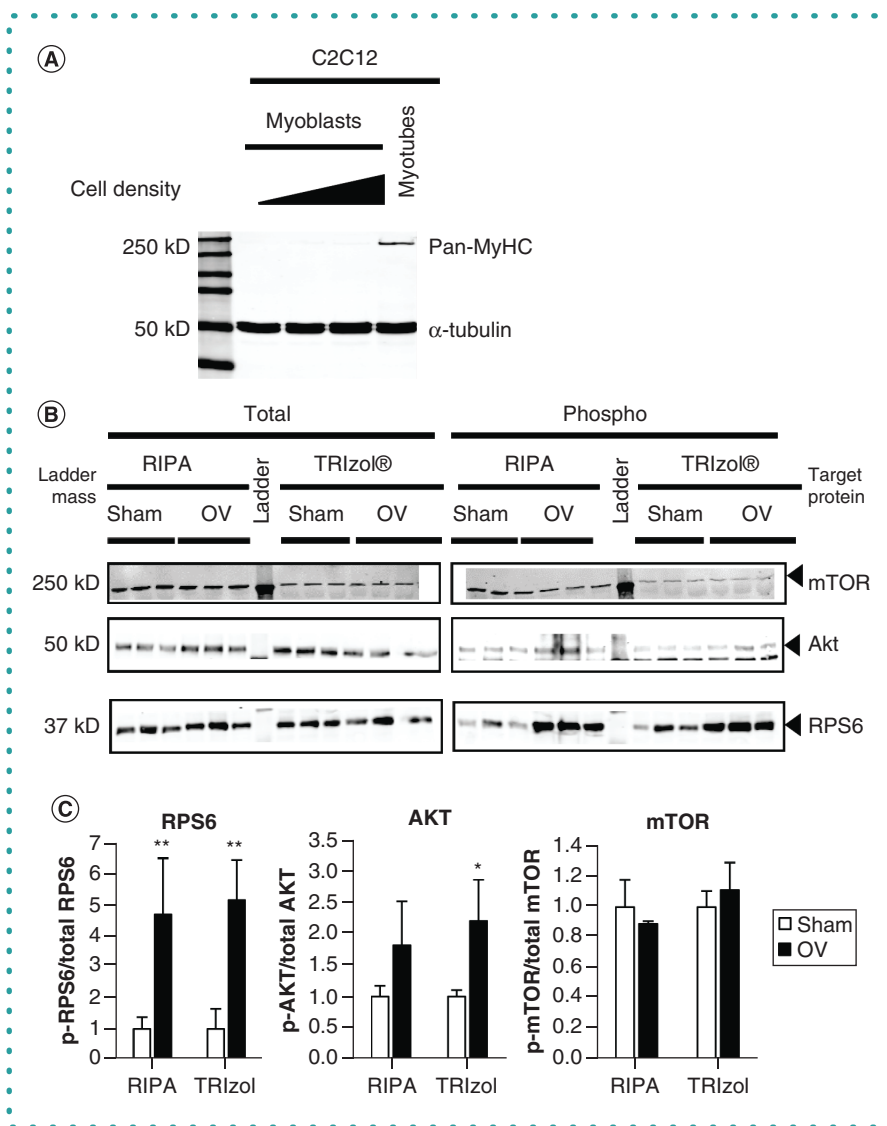 A
C2C12
Myoblasts
Myotubes
Cell density
250 kD
Pan-MyHC
50 kD
α-tubulin
B
Total
Phospho
Ladder mass
RIPA
Ladder
TRIzol®
RIPA
Ladder
TRIzol®
Target protein
Sham OV Sham OV Sham OV Sham OV
250 kD
mTOR
50 kD
Akt
37 kD
RPS6
C
RPS6
p-RPS6/total RPS6
7
6
5
4
3
2
1
0
** **
RIPA TRIzol
AKT
p-AKT/total AKT
3.5
3.0
2.5
2.0
1.5
1.0
0.5
0.0
*
RIPA TRIzol
mTOR
p-mTOR/total mTOR
1.4
1.2
1.0
0.8
0.6
0.4
0.2
0.0
RIPA TRIzol
Sham
OV